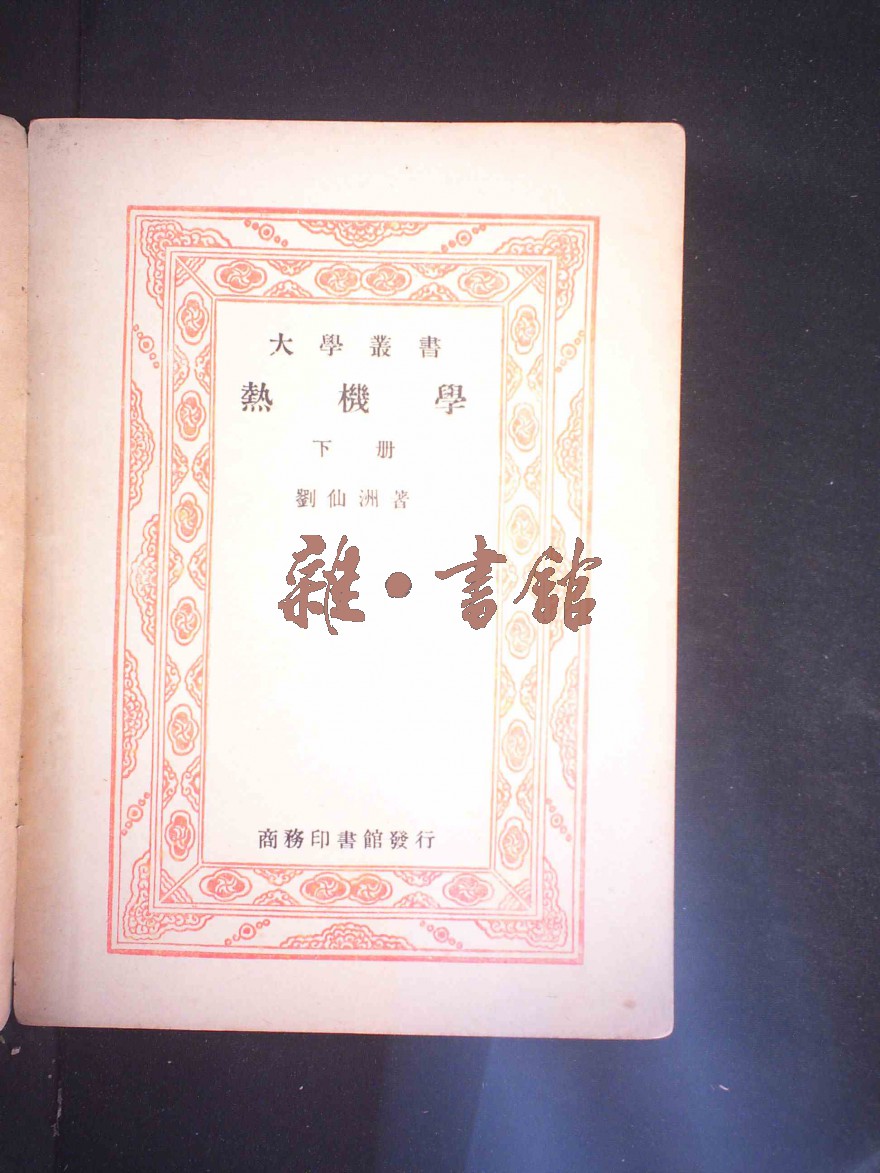 大學叢書
熱機學
下册
劉仙洲著
雜·書館
商務印書館發行